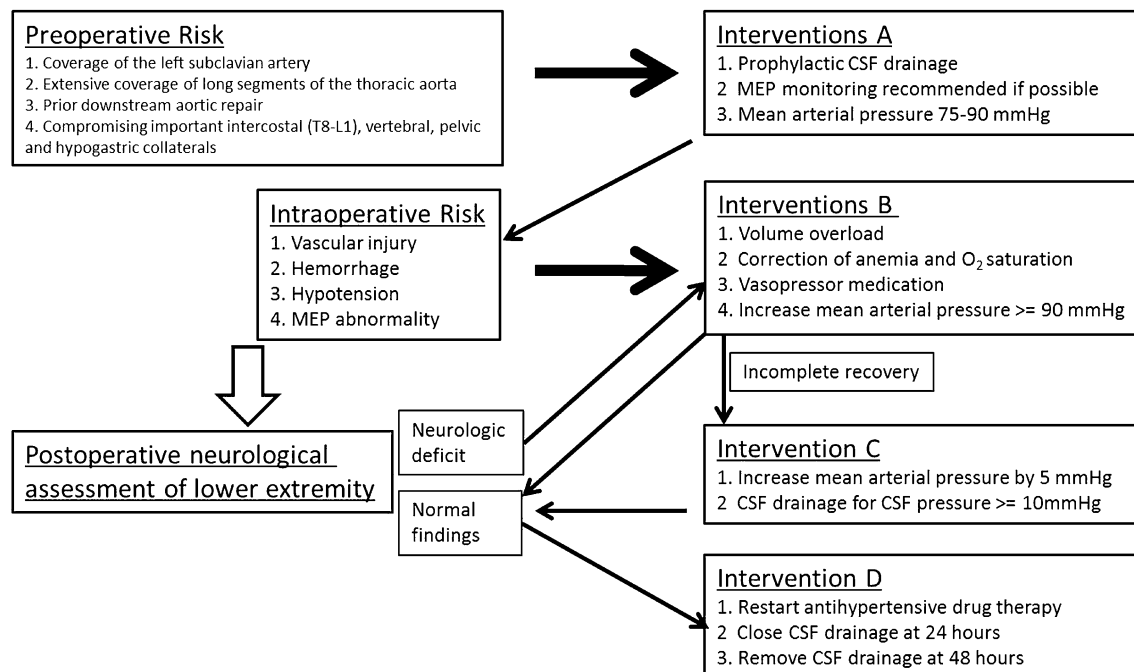 Preoperative Risk
1. Coverage of the left subclavian artery
2. Extensive coverage of long segments of the thoracic aorta
3. Prior downstream aortic repair
4. Compromising important intercostal (T8-L1), vertebral, pelvic
and hypogastric collaterals
Interventions A
1. Prophylactic CSF drainage
2 MEP monitoring recommended if possible
3. Mean arterial pressure 75-90 mmHg
Intraoperative Risk
1. Vascular injury
2. Hemorrhage
3. Hypotension
4. MEP abnormality
Interventions B
1. Volume overload
2 Correction of anemia and O₂ saturation
3. Vasopressor medication
4. Increase mean arterial pressure >= 90 mmHg
Incomplete recovery
Postoperative neurological
assessment of lower extremity
Neurologic
deficit
Normal
findings
Intervention C
1. Increase mean arterial pressure by 5 mmHg
2 CSF drainage for CSF pressure >= 10mmHg
Intervention D
1. Restart antihypertensive drug therapy
2 Close CSF drainage at 24 hours
3. Remove CSF drainage at 48 hours